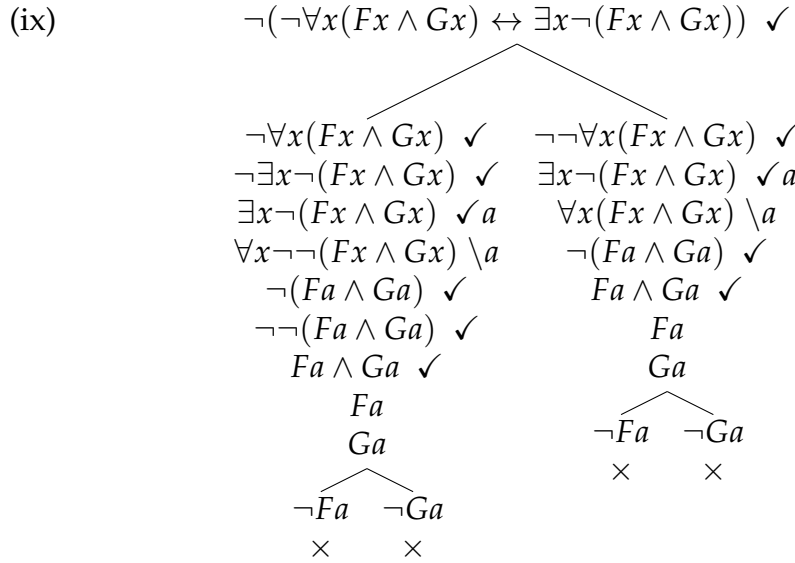 (ix) ¬(¬∀x(Fx ∧ Gx) ↔ ∃x¬(Fx ∧ Gx)) ✓
¬∀x(Fx ∧ Gx) ✓ ¬¬∀x(Fx ∧ Gx) ✓
¬∃x¬(Fx ∧ Gx) ✓ ∃x¬(Fx ∧ Gx) ✓a
∃x¬(Fx ∧ Gx) ✓a ∀x(Fx ∧ Gx) \a
∀x¬¬(Fx ∧ Gx) \a ¬(Fa ∧ Ga) ✓
¬(Fa ∧ Ga) ✓ Fa ∧ Ga ✓
¬¬(Fa ∧ Ga) ✓ Fa
Fa ∧ Ga ✓ Ga
Fa
¬Fa ¬Ga
Ga
× ×
¬Fa ¬Ga
× ×